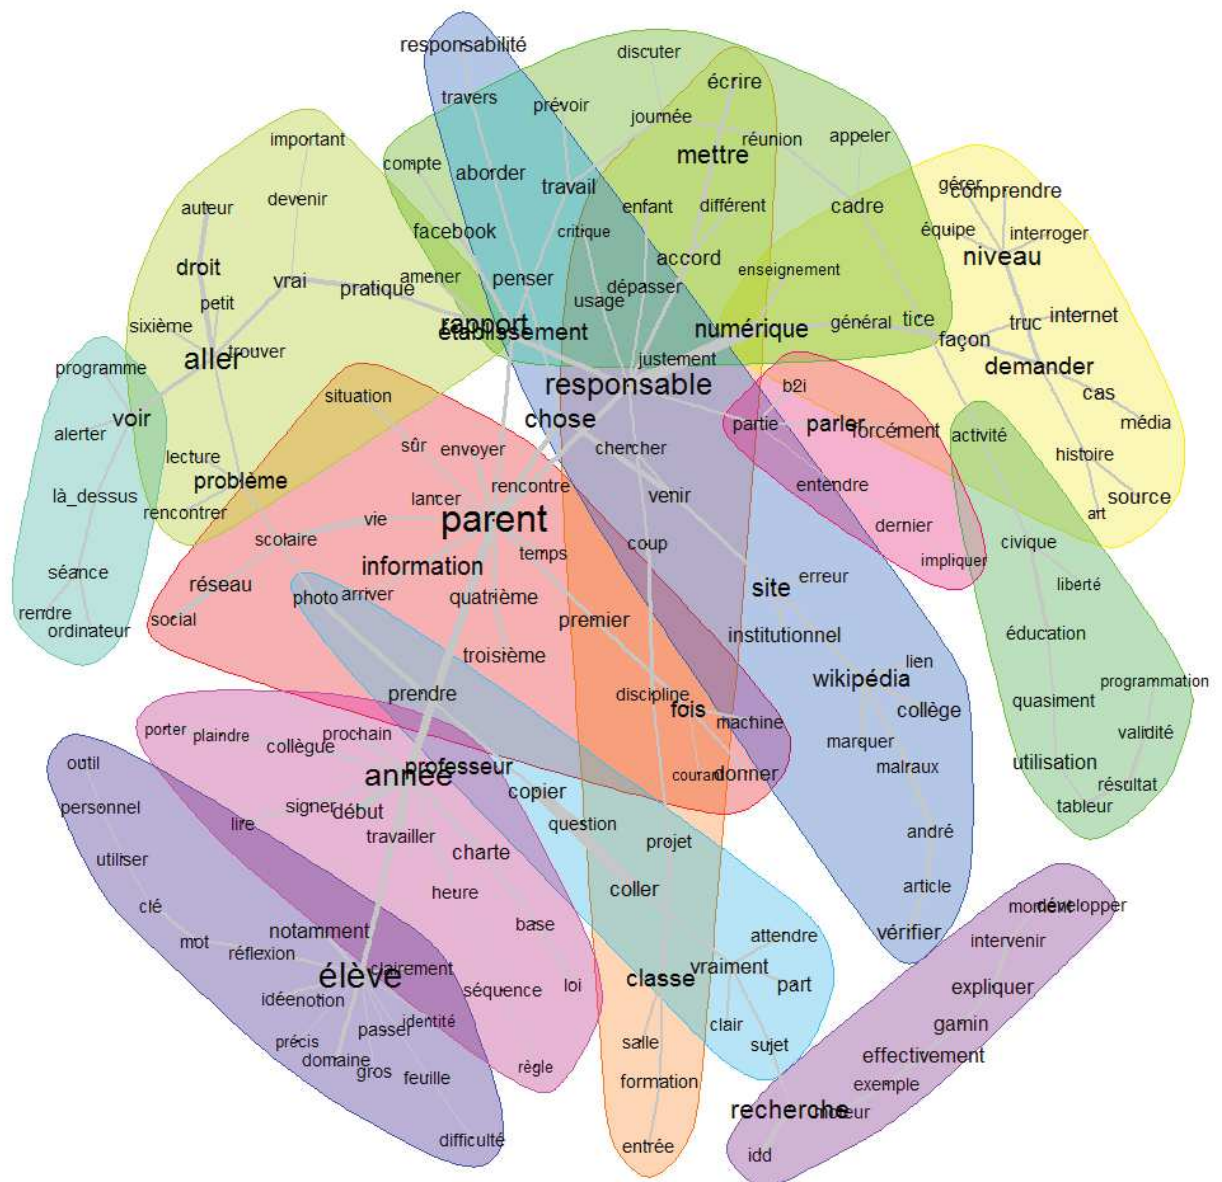 responsabilité
discuter
écrire
travers
prévoir
journée
réunion
appeler
important
mettre
compte
aborder
travail
gérer
comprendre
auteur
devenir
enfant
différent
cadre
facebook
critique
équipe
interroger
droit
vrai
pratique
amener
penser
accord
enseignement
niveau
petit
dépasser
usage
sixième
rapport
établissement
numérique
général
tice
truc
internet
aller
trouver
justement
façon
programme
responsable
demander
situation
b2i
cas
voir
chose
partie
parler
forcément
média
alerter
sûr
envoyer
chercher
activité
lecture
histoire
problème
rencontre
entendre
là_dessus
lancer
venir
source
rencontrer
vie
parent
art
scolaire
temps
coup
dernier
civique
séance
information
impliquer
réseau
site
erreur
liberté
photo
arriver
quatrième
rendre
social
premier
institutionnel
éducation
ordinateur
troisième
lien
wikipédia
programmation
prendre
discipline
fois
collège
quasiment
porter
plaindre
prochain
machine
marquer
validité
collègue
outil
année
professeur
courant
donner
malraux
utilisation
résultat
personnel
signer
début
copier
tableur
lire
travailler
question
projet
andré
utiliser
charte
clé
heure
coller
article
moment
développer
mot
notamment
base
attendre
vérifier
intervenir
réflexion
élève
clairement
classe
vraiment
part
expliquer
idée
notion
séquence
loi
passer
identité
clair
gamin
précis
domaine
salle
sujet
effectivement
gros
feuille
règle
formation
exemple
recherche
moteur
difficulté
entrée
idd